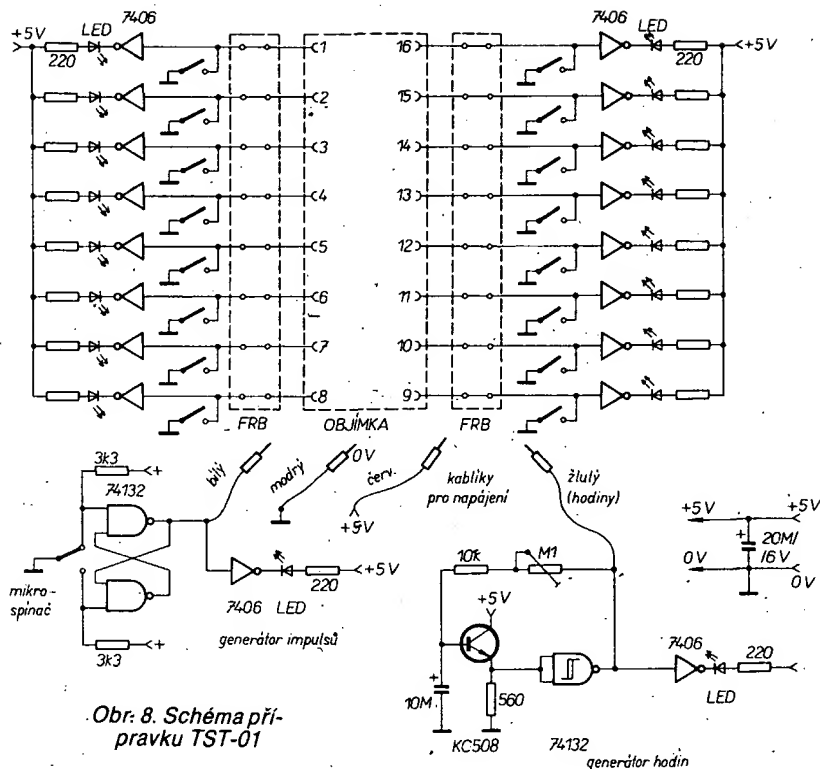 7406
LED
+5V
220
1
2
3
4
5
6
7
8
FRB
OBJÍMKA
16
15
14
13
12
11
10
9
FRB
7406
LED
220
+5V
bílý
modrý
0V
červ.
+5V
kablíky
pro napájení
žlutý
(hodiny)
3k3
+
74132
mikro-
spínač
3k3
+
7406
LED
220
+5V
generátor impulsů
10k
M1
+5V
+
10M
KC508
560
74132
7406
LED
220
generátor hodin
+5V
+5V
+
20M/
/6V
0V
0V
Obr. 8. Schéma pří-
pravku TST-01